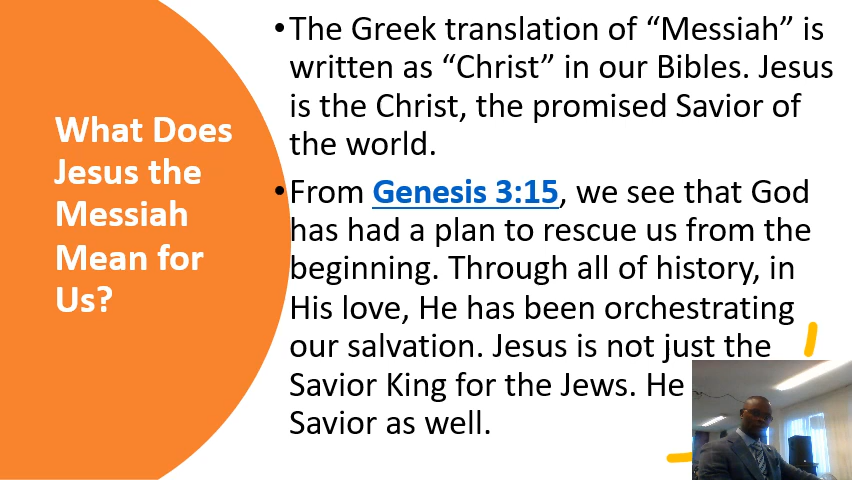 What Does
Jesus the
Messiah
Mean for
Us?
•The Greek translation of “Messiah” is
written as “Christ” in our Bibles. Jesus
is the Christ, the promised Savior of
the world.
•From Genesis 3:15, we see that God
has had a plan to rescue us from the
beginning. Through all of history, in
His love, He has been orchestrating
our salvation. Jesus is not just the
Savior King for the Jews. He
Savior as well.